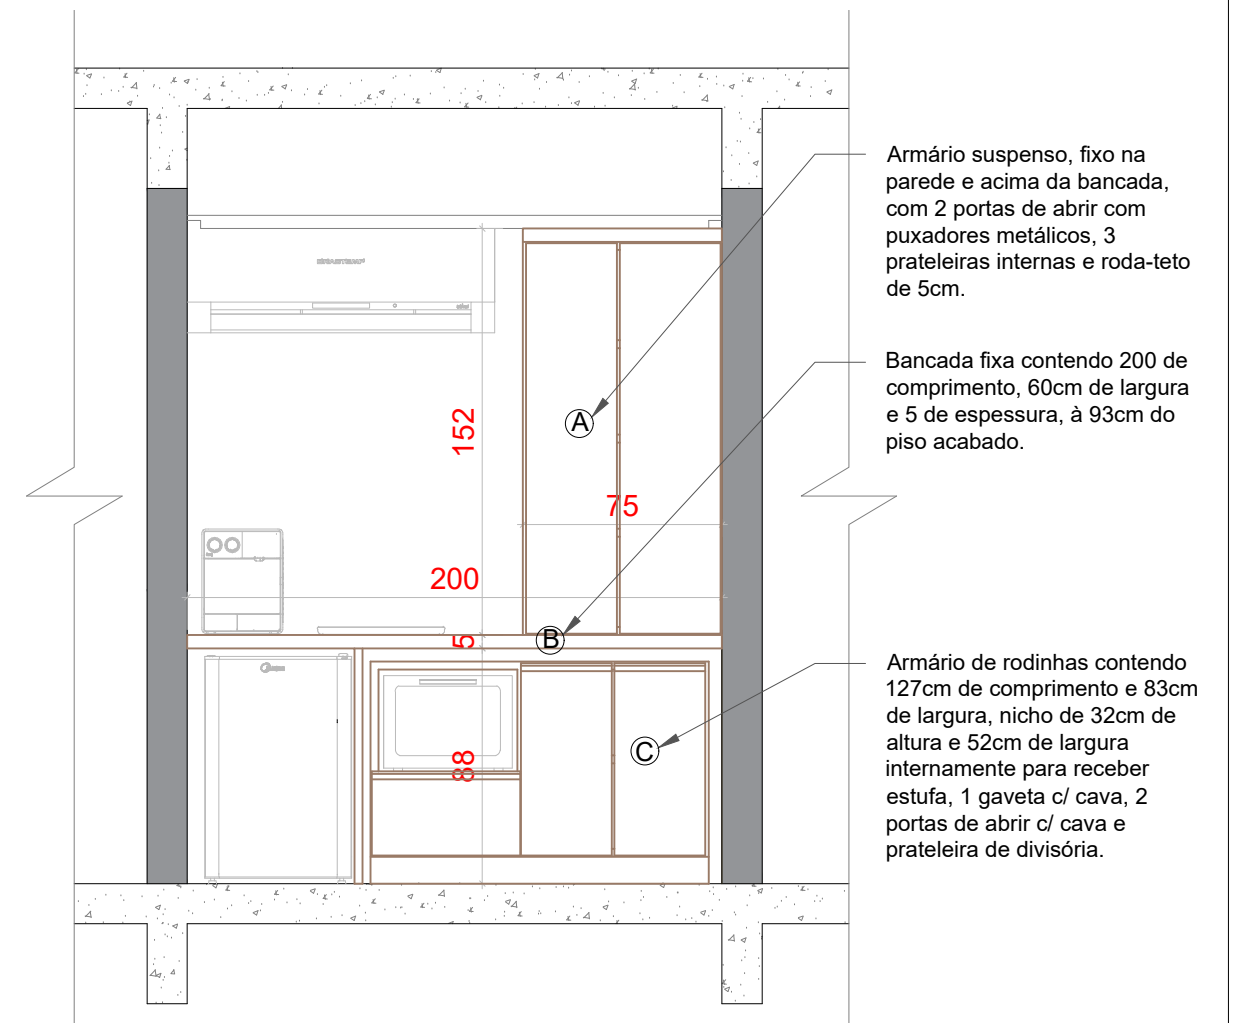 Armário suspenso, fixo na
parede e acima da bancada,
com 2 portas de abrir com
puxadores metálicos, 3
prateleiras internas e roda-teto
de 5cm.
Bancada fixa contendo 200 de
comprimento, 60cm de largura
e 5 de espessura, à 93cm do
piso acabado.
Armário de rodinhas contendo
127cm de comprimento e 83cm
de largura, nicho de 32cm de
altura e 52cm de largura
internamente para receber
estufa, 1 gaveta c/ cava, 2
portas de abrir c/ cava e
prateleira de divisória.
152
A
75
200
5
B
88
C